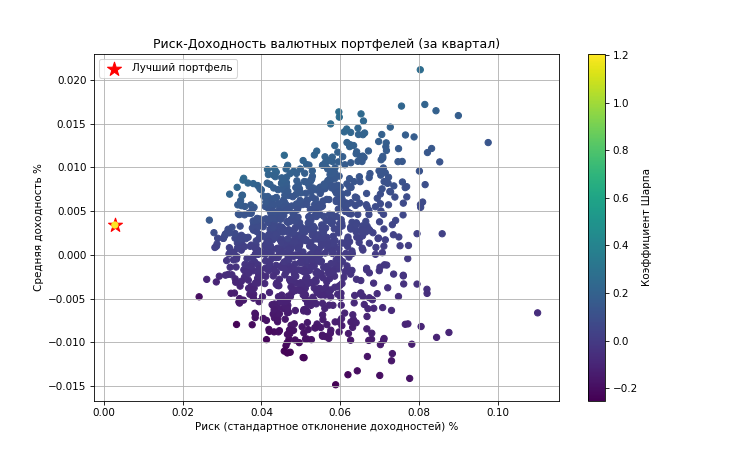 Риск-Доходность валютных портфелей (за квартал)
Лучший портфель
Средняя доходность %
0.020
0.015
0.010
0.005
0.000
−0.005
−0.010
−0.015
0.00 0.02 0.04 0.06 0.08 0.10
Риск (стандартное отклонение доходностей) %
1.2
1.0
0.8
0.6
0.4
0.2
0.0
−0.2
Коэффициент Шарпа